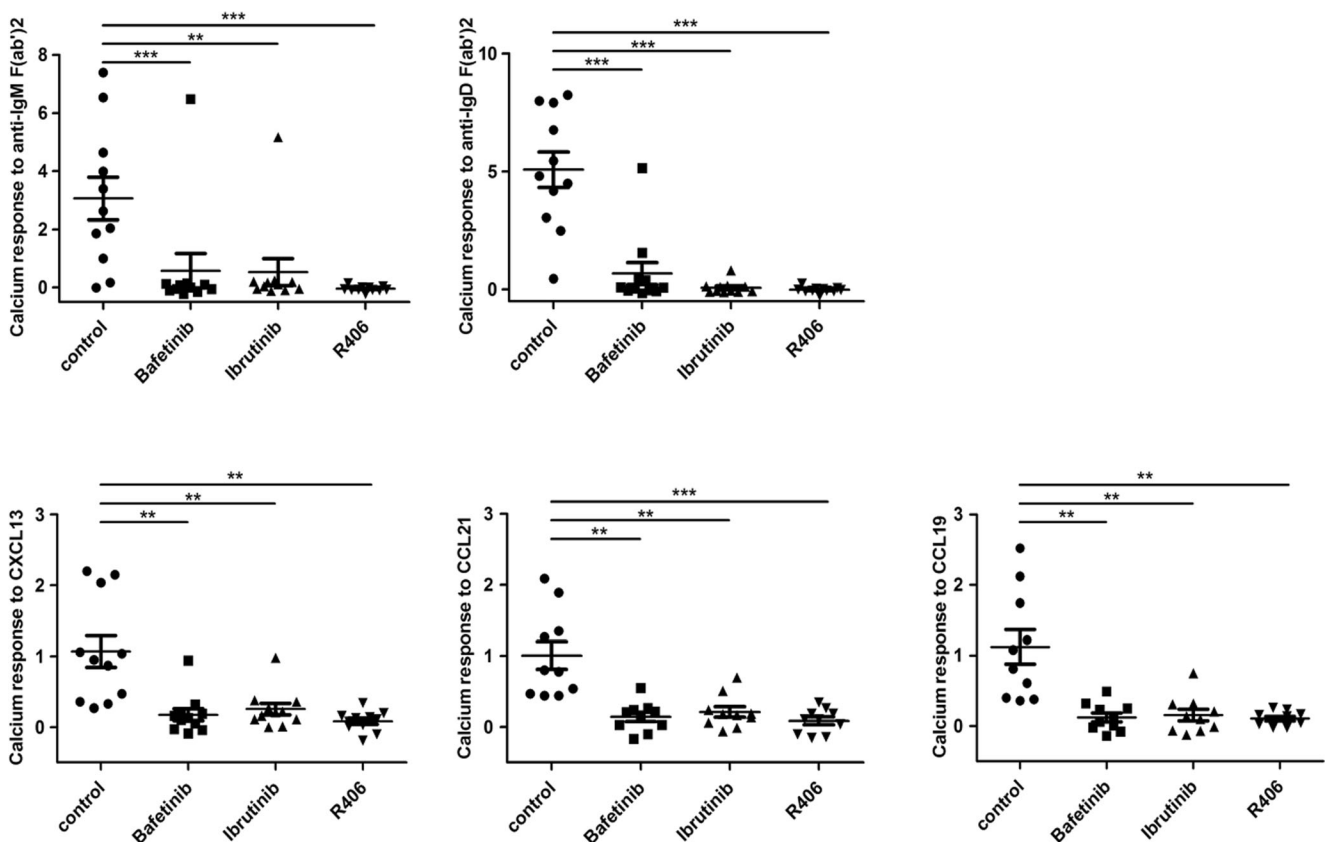 ***
**
***
Calcium response to anti-IgM F(ab')2
8
6
4
2
0
control
Bafetinib
Ibrutinib
R406
***
***
***
Calcium response to anti-IgD F(ab')2
10
5
0
control
Bafetinib
Ibrutinib
R406
**
**
**
Calcium response to CXCL13
3
2
1
0
control
Bafetinib
Ibrutinib
R406
***
**
**
Calcium response to CCL21
3
2
1
0
control
Bafetinib
Ibrutinib
R406
**
**
**
Calcium response to CCL19
3
2
1
0
control
Bafetinib
Ibrutinib
R406